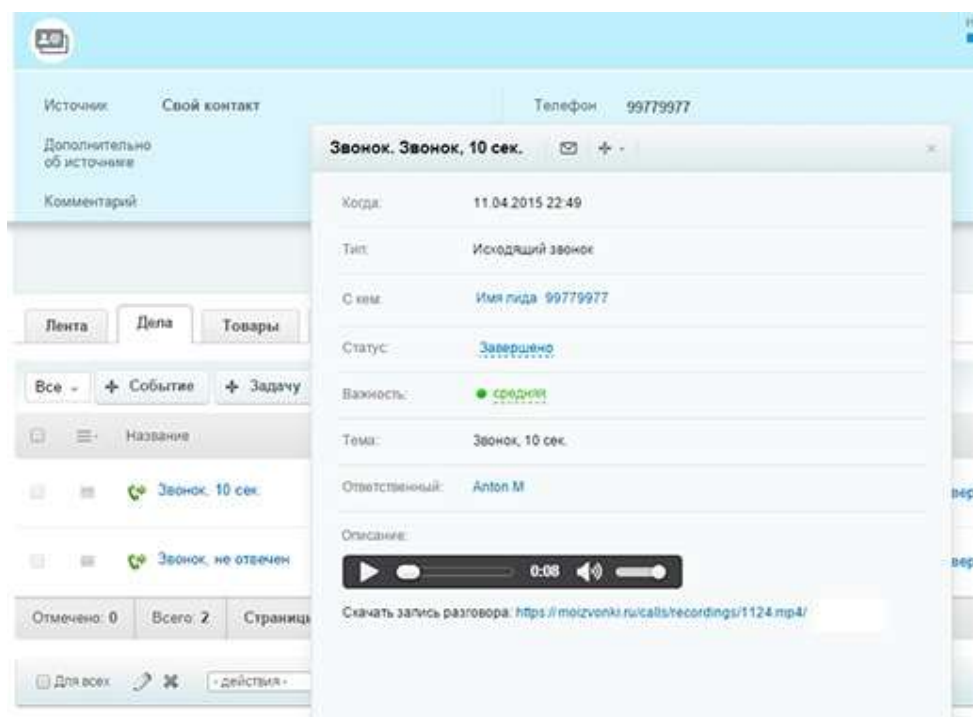 Источник Свой контакт Телефон 99779977
Дополнительно
об источнике
Комментарий
Звонок. Звонок, 10 сек.
Когда: 11.04.2015 22:49
Тип: Исходящий звонок
С кем: Имя лида 99779977
Статус: Завершено
Важность: средняя
Тема: Звонок, 10 сек.
Ответственный: Anton M
Описание:
0:08
Скачать запись разговора: https://moizvonki.ru/calls/recordings/1124.mp4/
Лента Дела Товары
Все + Событие + Задачу
Название
Звонок, 10 сек.
Звонок, не отвечен
Отмечено: 0 Всего: 2
Для всех - действия -